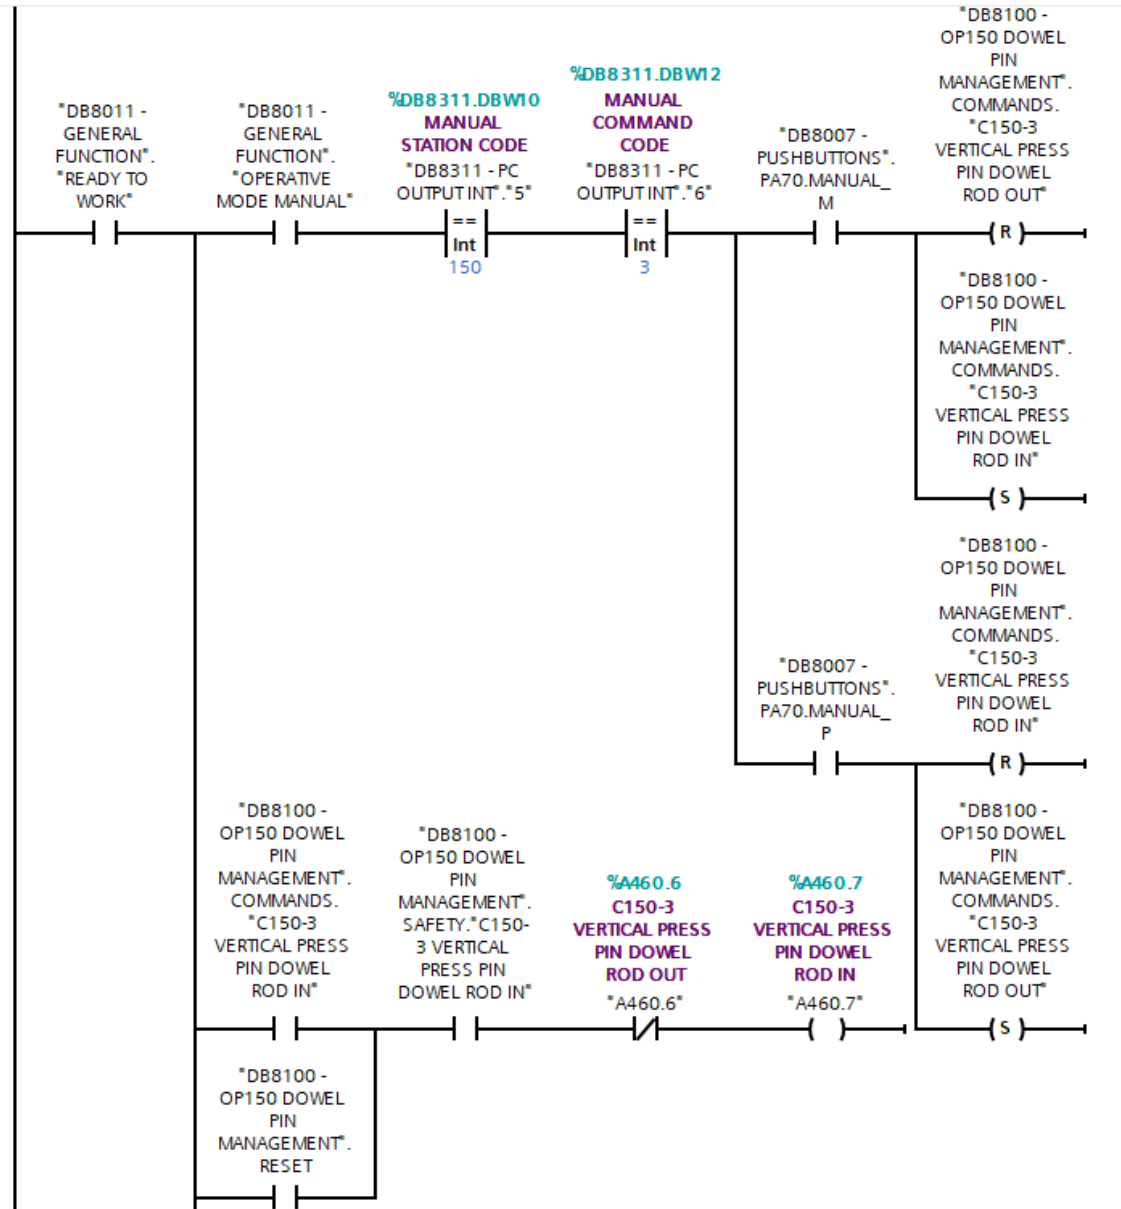 "DB8100 -
OP150 DOWEL
PIN
MANAGEMENT".
COMMANDS.
"C150-3
VERTICAL PRESS
PIN DOWEL
ROD OUT"
(R)
%DB8311.DBW12
MANUAL
COMMAND
CODE
"DB8311 - PC
OUTPUT INT"."6"
==
Int
3
%DB8311.DBW10
MANUAL
STATION CODE
"DB8311 - PC
OUTPUT INT"."5"
==
Int
150
"DB8011 -
GENERAL
FUNCTION".
"READY TO
WORK"
"DB8011 -
GENERAL
FUNCTION".
"OPERATIVE
MODE MANUAL"
"DB8007 -
PUSHBUTTONS".
PA70.MANUAL_
M
"DB8100 -
OP150 DOWEL
PIN
MANAGEMENT".
COMMANDS.
"C150-3
VERTICAL PRESS
PIN DOWEL
ROD IN"
(S)
"DB8100 -
OP150 DOWEL
PIN
MANAGEMENT".
COMMANDS.
"C150-3
VERTICAL PRESS
PIN DOWEL
ROD IN"
(R)
"DB8007 -
PUSHBUTTONS".
PA70.MANUAL_
P
"DB8100 -
OP150 DOWEL
PIN
MANAGEMENT".
COMMANDS.
"C150-3
VERTICAL PRESS
PIN DOWEL
ROD IN"
"DB8100 -
OP150 DOWEL
PIN
MANAGEMENT".
SAFETY."C150-
3 VERTICAL
PRESS PIN
DOWEL ROD IN"
%A460.6
C150-3
VERTICAL PRESS
PIN DOWEL
ROD OUT
"A460.6"
%A460.7
C150-3
VERTICAL PRESS
PIN DOWEL
ROD IN
"A460.7"
"DB8100 -
OP150 DOWEL
PIN
MANAGEMENT".
COMMANDS.
"C150-3
VERTICAL PRESS
PIN DOWEL
ROD OUT"
(S)
"DB8100 -
OP150 DOWEL
PIN
MANAGEMENT".
RESET